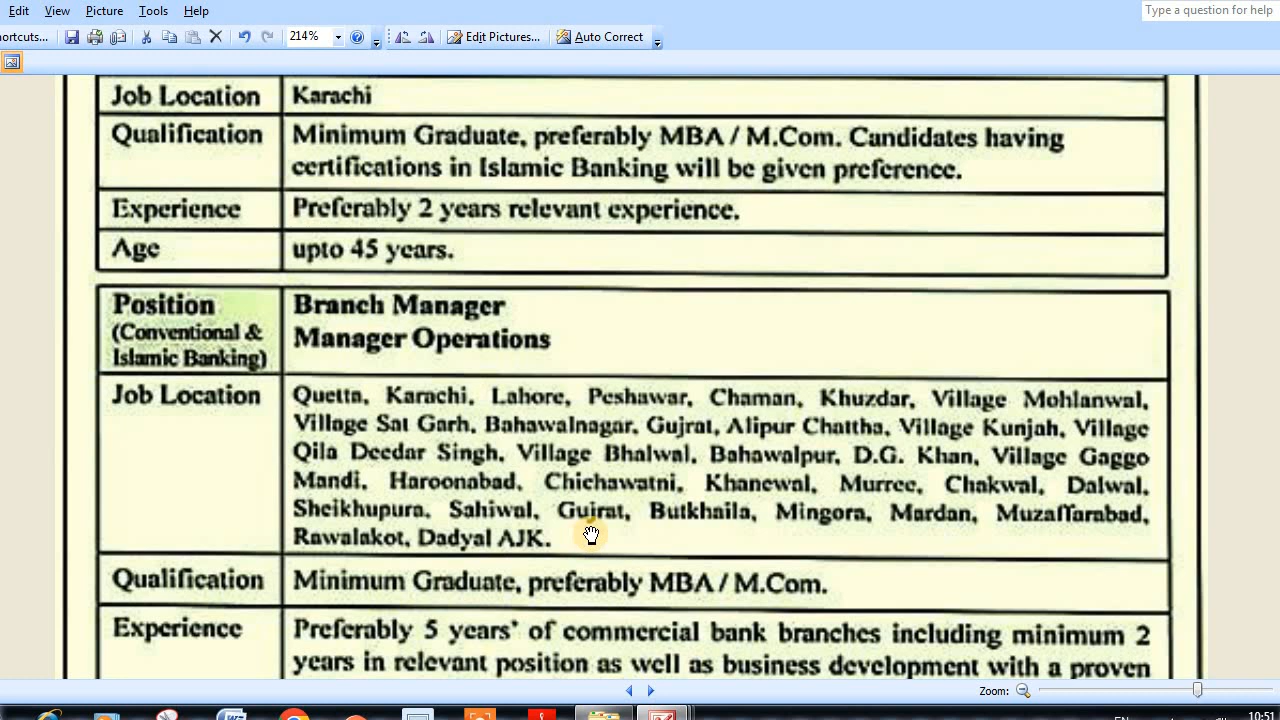 Edit View Picture Tools Help
Type a question for help
ortcuts...
214%
Edit Pictures...
Auto Correct
Job Location Karachi
Qualification Minimum Graduate, preferably MBA / M.Com. Candidates having
certifications in Islamic Banking will be given preference.
Experience Preferably 2 years relevant experience.
Age upto 45 years.
Position Branch Manager
(Conventional & Manager Operations
Islamic Banking)
Job Location Quetta, Karachi, Lahore, Peshawar, Chaman, Khuzdar, Village Mohlanwal,
Village Sat Garh, Bahawalnagar, Gujrat, Alipur Chattha, Village Kunjah, Village
Qila Deedar Singh, Village Bhalwal, Bahawalpur, D.G. Khan, Village Gaggo
Mandi, Haroonabad, Chichawatni, Khanewal, Murree, Chakwal, Dalwal,
Sheikhupura, Sahiwal, Gujrat, Butkhaila, Mingora, Mardan, Muzaffarabad,
Rawalakot, Dadyal AJK.
Qualification Minimum Graduate, preferably MBA / M.Com.
Experience Preferably 5 years' of commercial bank branches including minimum 2
years in relevant position as well as business development with a proven
Zoom:
EN
10:51